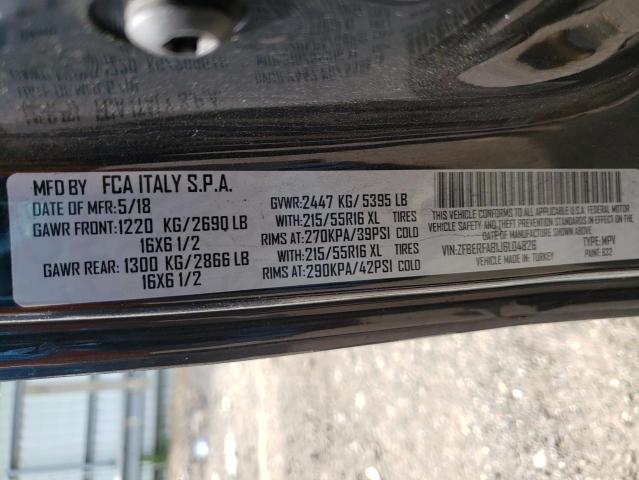 MFD BY FCA ITALY S.P.A.
DATE OF MFR: 5/18 GVWR: 2447 KG/ 5395 LB
GAWR FRONT: 1220 KG/2690 LB WITH: 215/55R16 XL TIRES
16X6 1/2 RIMS AT: 270KPA/39PSI COLD
GAWR REAR: 1300 KG/2866 LB WITH: 215/55R16 XL TIRES
16X6 1/2 RIMS AT: 290KPA/42PSI COLD
THIS VEHICLE CONFORMS TO ALL APPLICABLE U.S.A. FEDERAL MOTOR VEHICLE SAFETY STANDARDS IN EFFECT ON THE DATE OF MANUFACTURE SHOWN ABOVE
VIN: ZFBERFAB1J6L04826 TYPE: MPV
MADE IN: TURKEY PAINT: 632